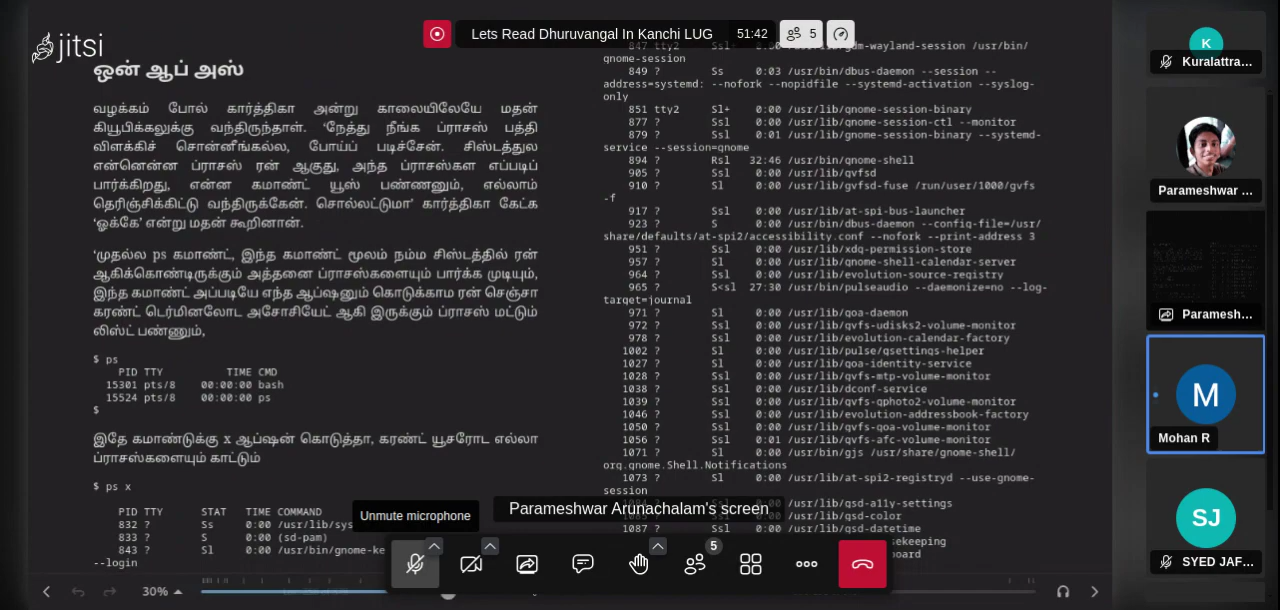 jitsi
Lets Read Dhuruvangal In Kanchi LUG 51:42 5
ஒன் ஆப் அஸ்
வழக்கம் போல் கார்த்திகா அன்று காலையிலேயே மதன்
கியூபிக்கலுக்கு வந்திருந்தாள். ‘நேத்து நீங்க ப்ராசஸ் பத்தி
விளக்கிச் சொன்னீங்கல்ல, போய்ப் படிச்சேன். சிஸ்டத்துல
என்னென்ன ப்ராசஸ் ரன் ஆகுது, அந்த ப்ராசஸ்கள எப்படிப்
பார்க்கிறது, என்ன கமாண்ட் யூஸ் பண்ணனும், எல்லாம்
தெரிஞ்சிக்கிட்டு வந்திருக்கேன். சொல்லட்டுமா’ கார்த்திகா கேட்க
‘ஓக்கே’ என்று மதன் கூறினான்.
‘முதல்ல ps கமாண்ட், இந்த கமாண்ட் மூலம் நம்ம சிஸ்டத்தில் ரன்
ஆகிக்கொண்டிருக்கும் அத்தனை ப்ராசஸ்களையும் பார்க்க முடியும்,
இந்த கமாண்ட் அப்படியே எந்த ஆப்ஷனும் கொடுக்காம ரன் செஞ்சா
கரண்ட் டெர்மினலோட அசோசியேட் ஆகி இருக்கும் ப்ராசஸ் மட்டும்
லிஸ்ட் பண்ணும்,
$ ps
PID TTY TIME CMD
15301 pts/8 00:00:00 bash
15524 pts/8 00:00:00 ps
$
இதே கமாண்டுக்கு x ஆப்ஷன் கொடுத்தா, கரண்ட் யூசரோட எல்லா
ப்ராசஸ்களையும் காட்டும்
$ ps x
PID TTY STAT TIME COMMAND
832 ? Ss 0:00 /usr/lib/sys
833 ? S 0:00 (sd-pam)
843 ? Sl 0:00 /usr/bin/gnome-ke
--login
847 tty2 Ssl+ /usr/bin/
gnome-session
849 ? Ss 0:03 /usr/bin/dbus-daemon --session --
address=systemd: --nofork --nopidfile --systemd-activation --syslog-
only
851 tty2 Sl+ 0:00 /usr/lib/gnome-session-binary
877 ? Ssl 0:00 /usr/lib/gnome-session-ctl --monitor
879 ? Ssl 0:01 /usr/lib/gnome-session-binary --systemd-
service --session=gnome
894 ? Rsl 32:46 /usr/bin/gnome-shell
905 ? Ssl 0:00 /usr/lib/gvfsd
910 ? Sl 0:00 /usr/lib/gvfsd-fuse /run/user/1000/gvfs
-f
917 ? Ssl 0:00 /usr/lib/at-spi-bus-launcher
923 ? S 0:00 /usr/bin/dbus-daemon --config-file=/usr/
share/defaults/at-spi2/accessibility.conf --nofork --print-address 3
951 ? Ssl 0:00 /usr/lib/xdg-permission-store
957 ? Sl 0:00 /usr/lib/gnome-shell-calendar-server
964 ? Ssl 0:00 /usr/lib/evolution-source-registry
965 ? S<sl 27:30 /usr/bin/pulseaudio --daemonize=no --log-
target=journal
971 ? Sl 0:00 /usr/lib/goa-daemon
972 ? Ssl 0:00 /usr/lib/gvfs-udisks2-volume-monitor
978 ? Ssl 0:00 /usr/lib/evolution-calendar-factory
1002 ? Sl 0:00 /usr/lib/pulse/gsettings-helper
1027 ? Sl 0:00 /usr/lib/goa-identity-service
1028 ? Ssl 0:00 /usr/lib/gvfs-mtp-volume-monitor
1038 ? Ssl 0:00 /usr/lib/dconf-service
1039 ? Ssl 0:00 /usr/lib/gvfs-gphoto2-volume-monitor
1046 ? Ssl 0:00 /usr/lib/evolution-addressbook-factory
1050 ? Ssl 0:00 /usr/lib/gvfs-goa-volume-monitor
1056 ? Ssl 0:01 /usr/lib/gvfs-afc-volume-monitor
1071 ? Sl 0:00 /usr/bin/gjs /usr/share/gnome-shell/
org.gnome.Shell.Notifications
1073 ? Sl 0:00 /usr/lib/at-spi2-registryd --use-gnome-
session
/usr/lib/gsd-a11y-settings
/usr/lib/gsd-color
1087 ? Ssl 0:00 /usr/lib/gsd-datetime
Unmute microphone
Parameshwar Arunachalam's screen
5
30%
K
Kuralattra...
Parameshwar ...
Paramesh...
M
Mohan R
SJ
SYED JAF...